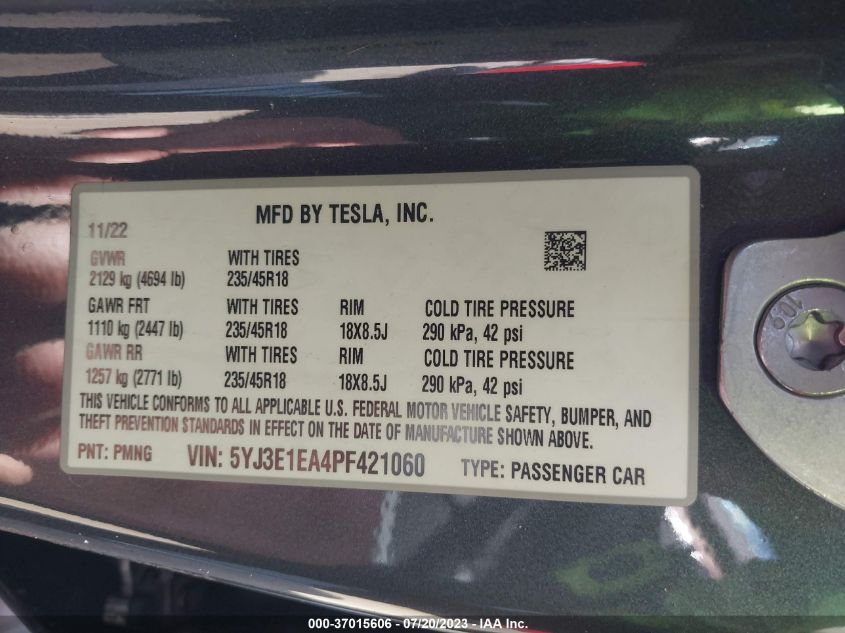 MFD BY TESLA, INC.
11/22
GVWR WITH TIRES
2129 kg (4694 lb) 235/45R18
GAWR FRT WITH TIRES RIM COLD TIRE PRESSURE
1110 kg (2447 lb) 235/45R18 18X8.5J 290 kPa, 42 psi
GAWR RR WITH TIRES RIM COLD TIRE PRESSURE
1257 kg (2771 lb) 235/45R18 18X8.5J 290 kPa, 42 psi
THIS VEHICLE CONFORMS TO ALL APPLICABLE U.S. FEDERAL MOTOR VEHICLE SAFETY, BUMPER, AND
THEFT PREVENTION STANDARDS IN EFFECT ON THE DATE OF MANUFACTURE SHOWN ABOVE.
PNT: PMNG VIN: 5YJ3E1EA4PF421060 TYPE: PASSENGER CAR
10.9
000-37015606 - 07/20/2023 - IAA Inc.